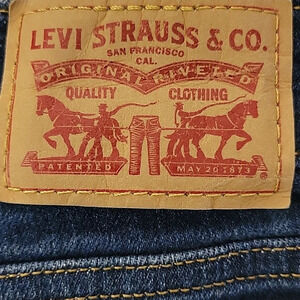 LEVI STRAUSS & CO.
SAN FRANCISCO
CAL.
ORIGINAL RIVETED
QUALITY CLOTHING
PATENTED MAY 20 1873
®